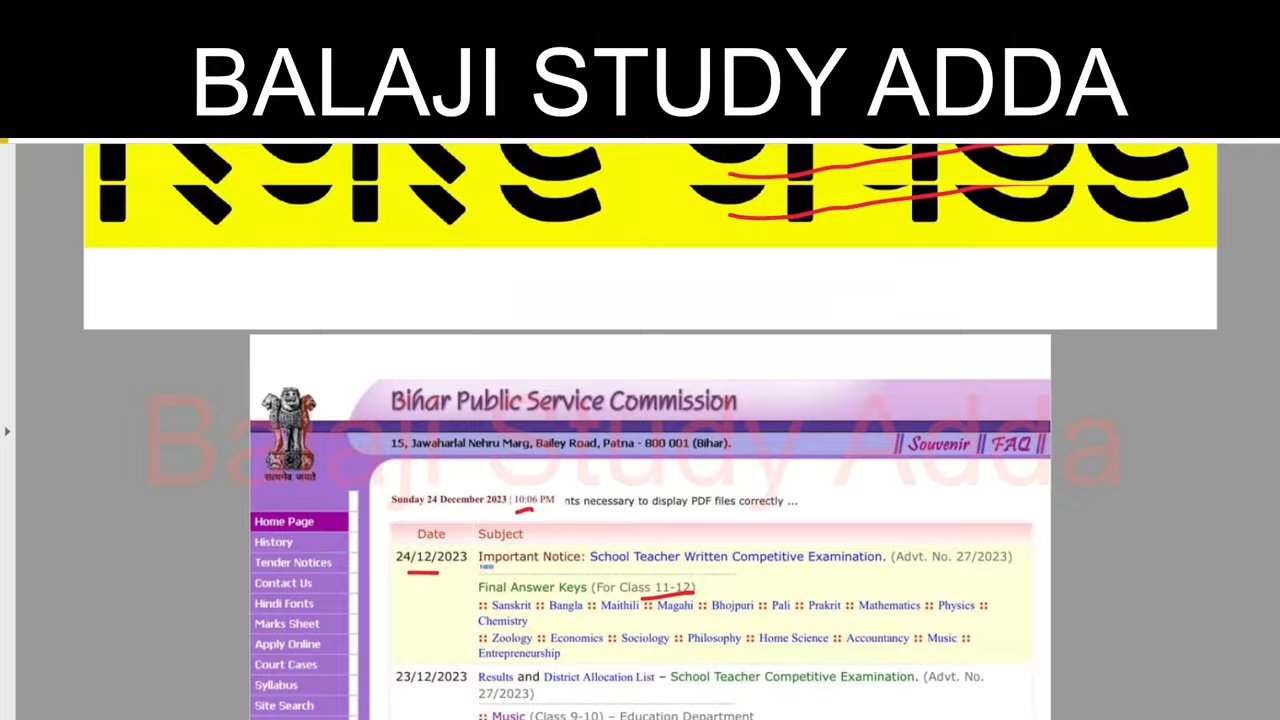 BALAJI STUDY ADDA
Bihar Public Service Commission
15, Jawaharlal Nehru Marg, Bailey Road, Patna - 800 001 (Bihar).
|| Souvenir || FAQ ||
सत्यमेव जयते
Balaji Study Adda
Sunday 24 December 2023 | 10:06 PM nts necessary to display PDF files correctly ...
Home Page
History
Tender Notices
Contact Us
Hindi Fonts
Marks Sheet
Apply Online
Court Cases
Syllabus
Site Search
Date Subject
24/12/2023 Important Notice: School Teacher Written Competitive Examination. (Advt. No. 27/2023)
NEW
Final Answer Keys (For Class 11-12)
:: Sanskrit :: Bangla :: Maithili :: Magahi :: Bhojpuri :: Pali :: Prakrit :: Mathematics :: Physics ::
Chemistry
:: Zoology :: Economics :: Sociology :: Philosophy :: Home Science :: Accountancy :: Music ::
Entrepreneurship
23/12/2023 Results and District Allocation List – School Teacher Competitive Examination. (Advt. No.
27/2023)
:: Music (Class 9-10) – Education Department